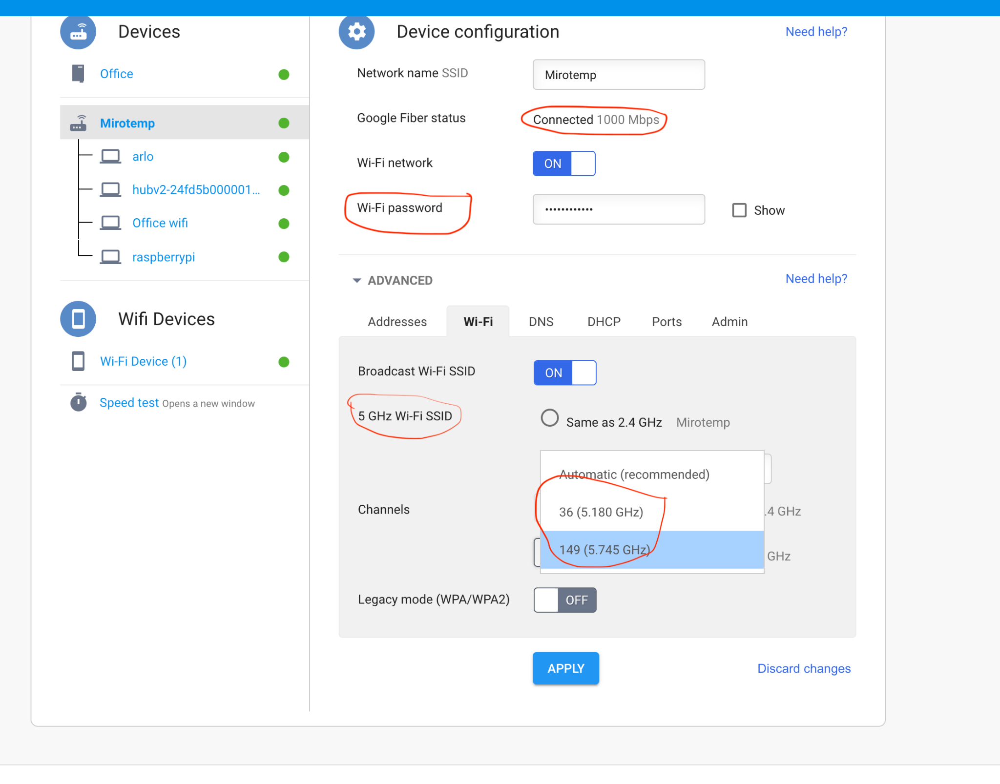 Devices
Office
Mirotemp
arlo
hubv2-24fd5b000001...
Office wifi
raspberrypi
Wifi Devices
Wi-Fi Device (1)
Speed test Opens a new window
Device configuration
Need help?
Network name SSID
Mirotemp
Google Fiber status
Connected 1000 Mbps
Wi-Fi network
ON
Wi-Fi password
••••••••••••
Show
ADVANCED
Need help?
Addresses Wi-Fi DNS DHCP Ports Admin
Broadcast Wi-Fi SSID
ON
5 GHz Wi-Fi SSID
Same as 2.4 GHz Mirotemp
Automatic (recommended)
Channels
36 (5.180 GHz)
.4 GHz
149 (5.745 GHz)
GHz
Legacy mode (WPA/WPA2)
OFF
APPLY
Discard changes